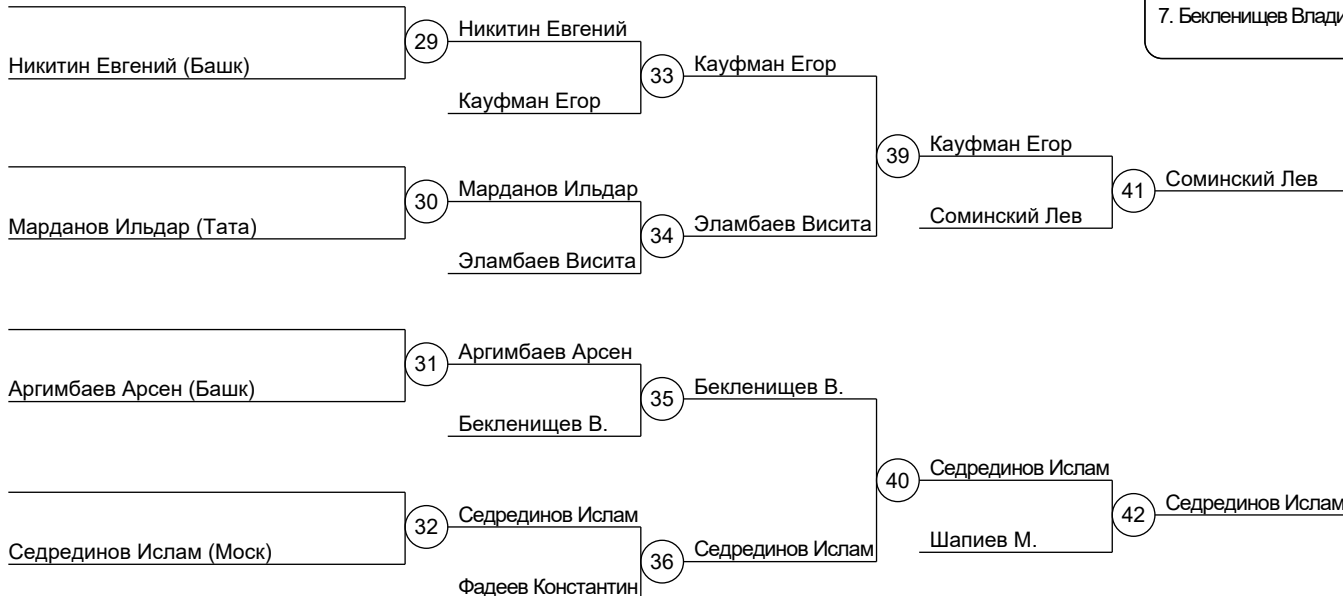 7. Бекленищев Влади
29
Никитин Евгений
Никитин Евгений (Башк)
33
Кауфман Егор
Кауфман Егор
39
Кауфман Егор
30
Марданов Ильдар
41
Соминский Лев
Марданов Ильдар (Тата)
34
Эламбаев Висита
Соминский Лев
Эламбаев Висита
31
Аргимбаев Арсен
Аргимбаев Арсен (Башк)
35
Бекленищев В.
Бекленищев В.
40
Седрединов Ислам
32
Седрединов Ислам
42
Седрединов Ислам
Седрединов Ислам (Моск)
36
Седрединов Ислам
Шапиев М.
Фадеев Константин